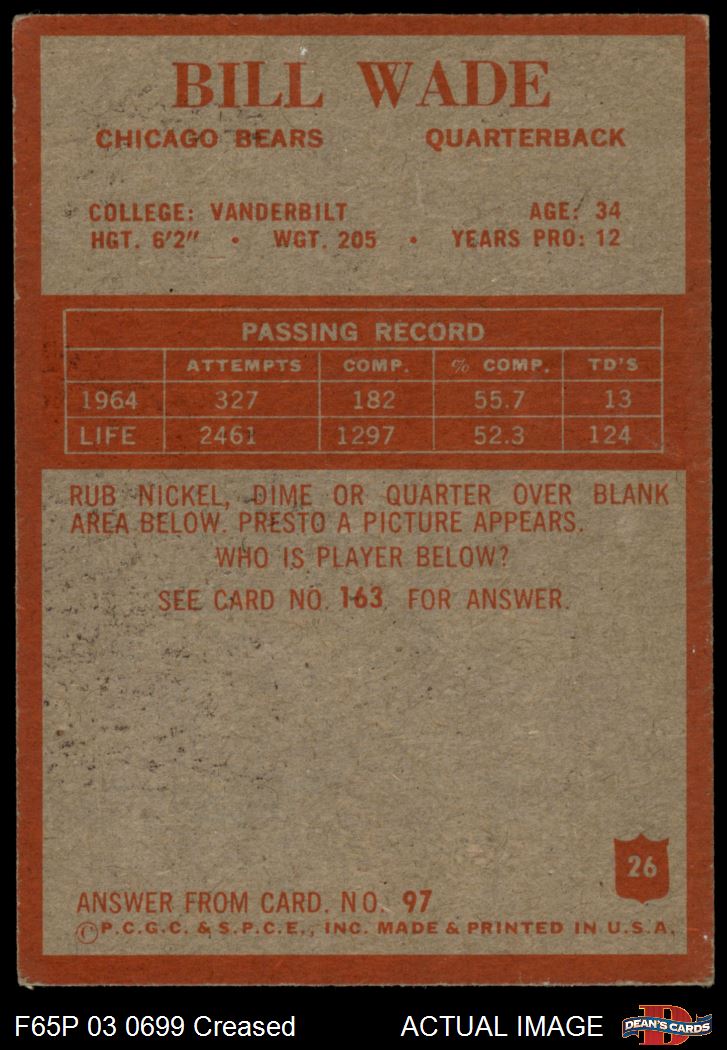 BILL WADE
CHICAGO BEARS QUARTERBACK
COLLEGE: VANDERBILT AGE: 34
HGT. 6'2" • WGT. 205 • YEARS PRO: 12
PASSING RECORD
ATTEMPTS COMP. % COMP. TD'S
1964 327 182 55.7 13
LIFE 2461 1297 52.3 124
RUB NICKEL, DIME OR QUARTER OVER BLANK
AREA BELOW. PRESTO A PICTURE APPEARS.
WHO IS PLAYER BELOW?
SEE CARD NO. 163 FOR ANSWER.
26
ANSWER FROM CARD. NO. 97
©P.C.G.C. & S.P.C.E., INC. MADE & PRINTED IN U.S.A.
F65P 03 0699 Creased ACTUAL IMAGE
D
DEAN'S CARDS